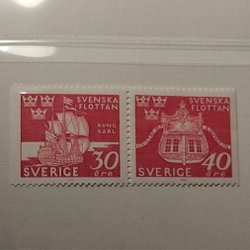 SVENSKA
FLOTTAN
KUNG
KARL
30
SVERIGE ÖRE
SVENSKA
FLOTTAN
40
SVERIGE ÖRE